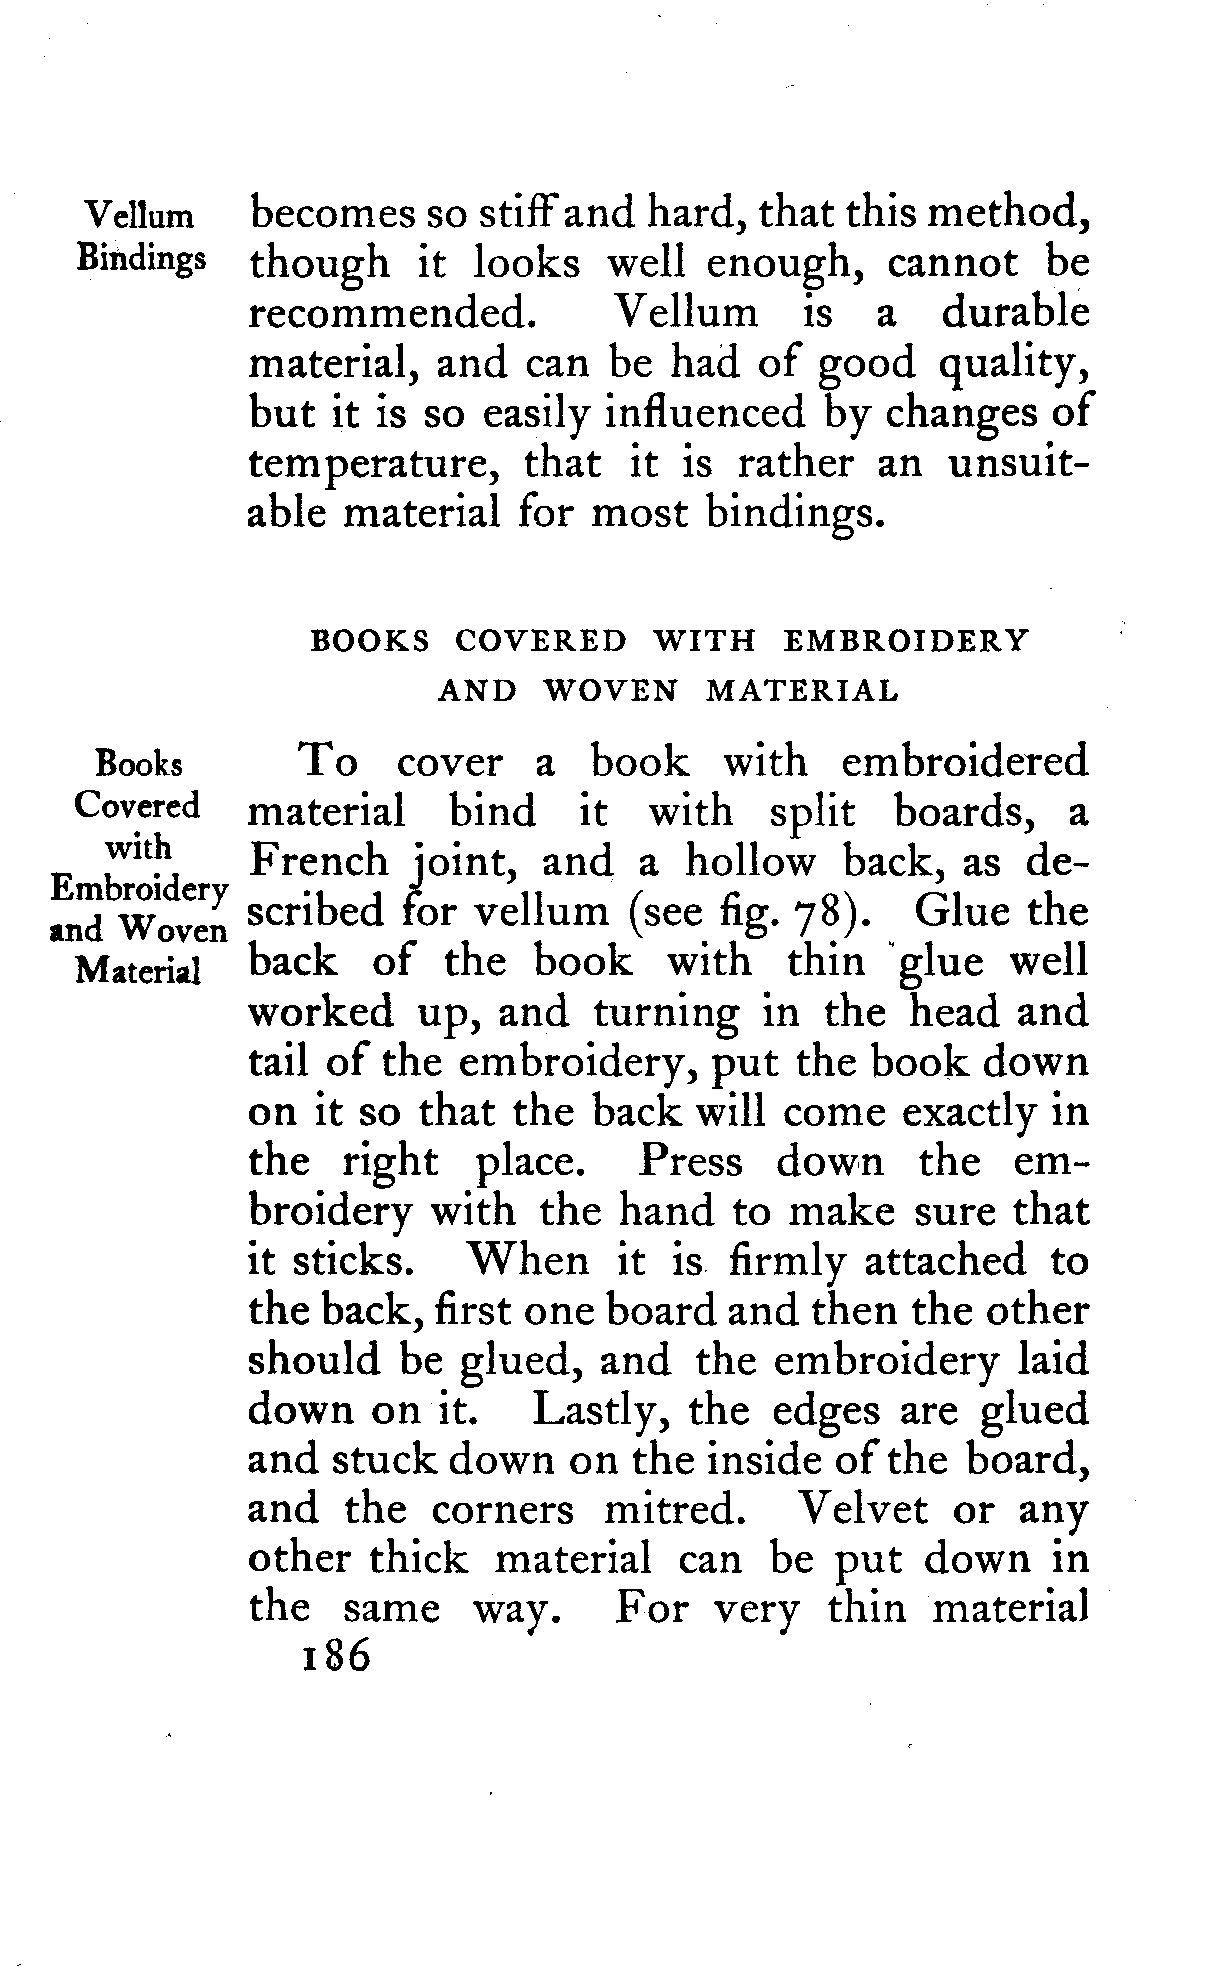 Vellum
Bindings
becomes so stiff and hard, that this method,
though it looks well enough, cannot be
recommended. Vellum is a durable
material, and can be had of good quality,
but it is so easily influenced by changes of
temperature, that it is rather an unsuit-
able material for most bindings.
BOOKS COVERED WITH EMBROIDERY
AND WOVEN MATERIAL
Books
Covered
with
Embroidery
and Woven
Material
To cover a book with embroidered
material bind it with split boards, a
French joint, and a hollow back, as de-
scribed for vellum (see fig. 78). Glue the
back of the book with thin glue well
worked up, and turning in the head and
tail of the embroidery, put the book down
on it so that the back will come exactly in
the right place. Press down the em-
broidery with the hand to make sure that
it sticks. When it is firmly attached to
the back, first one board and then the other
should be glued, and the embroidery laid
down on it. Lastly, the edges are glued
and stuck down on the inside of the board,
and the corners mitred. Velvet or any
other thick material can be put down in
the same way. For very thin material
186